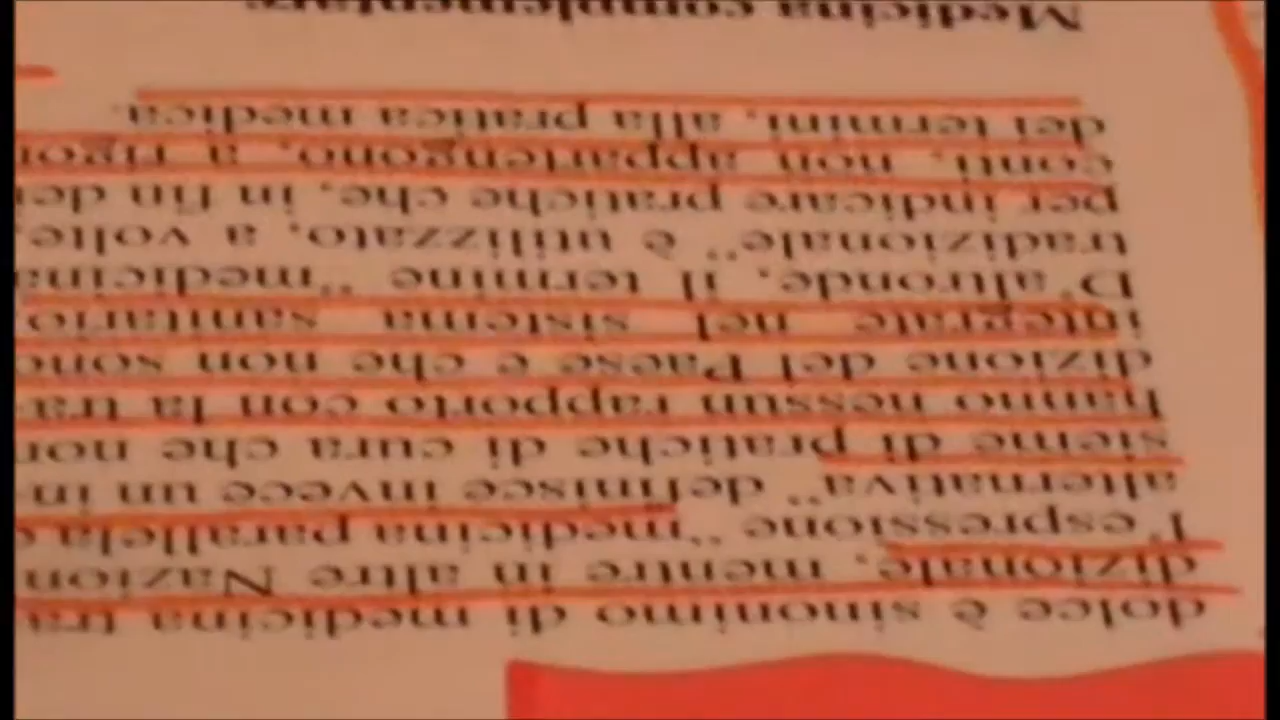 dolce è sinonimo di medicina tra
dizionale, mentre in altre Nazion
l'espressione "medicina parallela o
alternativa" definisce invece un in-
sieme di pratiche di cura che non
hanno nessun rapporto con la tra-
dizione del Paese e che non sono
integrate nel sistema sanitario.
D'altronde, il termine "medicina
tradizionale" è utilizzato, a volte,
per indicare pratiche che, in fin dei
conti, non appartengono, a rigor
dei termini, alla pratica medica.
Medicina complementare